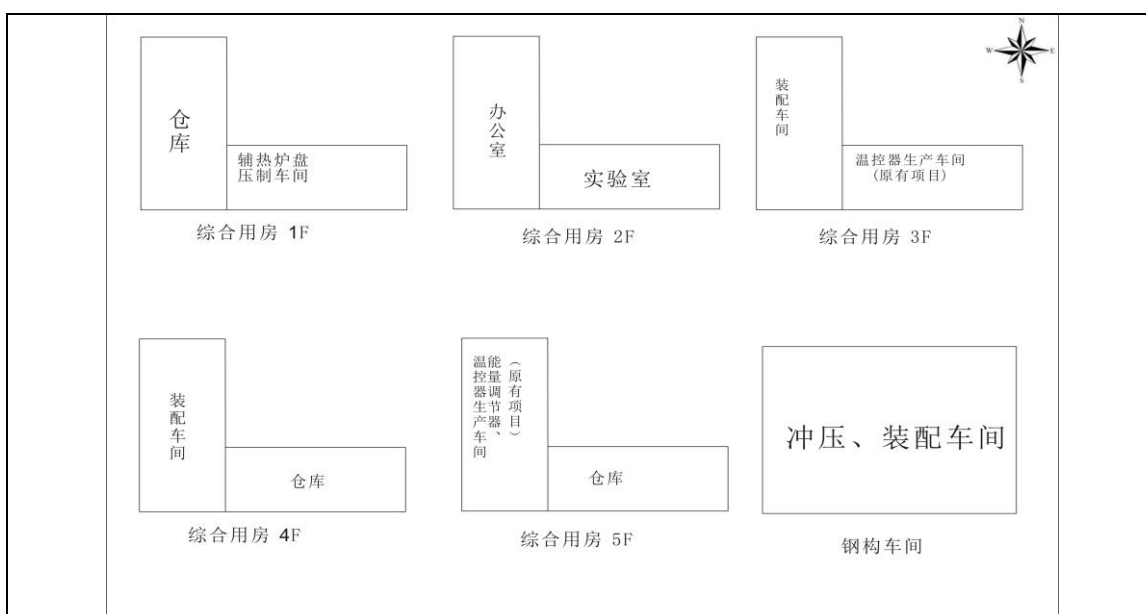 N
W
E
S
仓库
辅热炉盘
压制车间
综合用房 1F
办公室
实验室
综合用房 2F
装配车间
温控器生产车间
(原有项目)
综合用房 3F
装配车间
仓库
综合用房 4F
(原有项目)
能量调节器、
温控器生产车间
仓库
综合用房 5F
冲压、装配车间
钢构车间